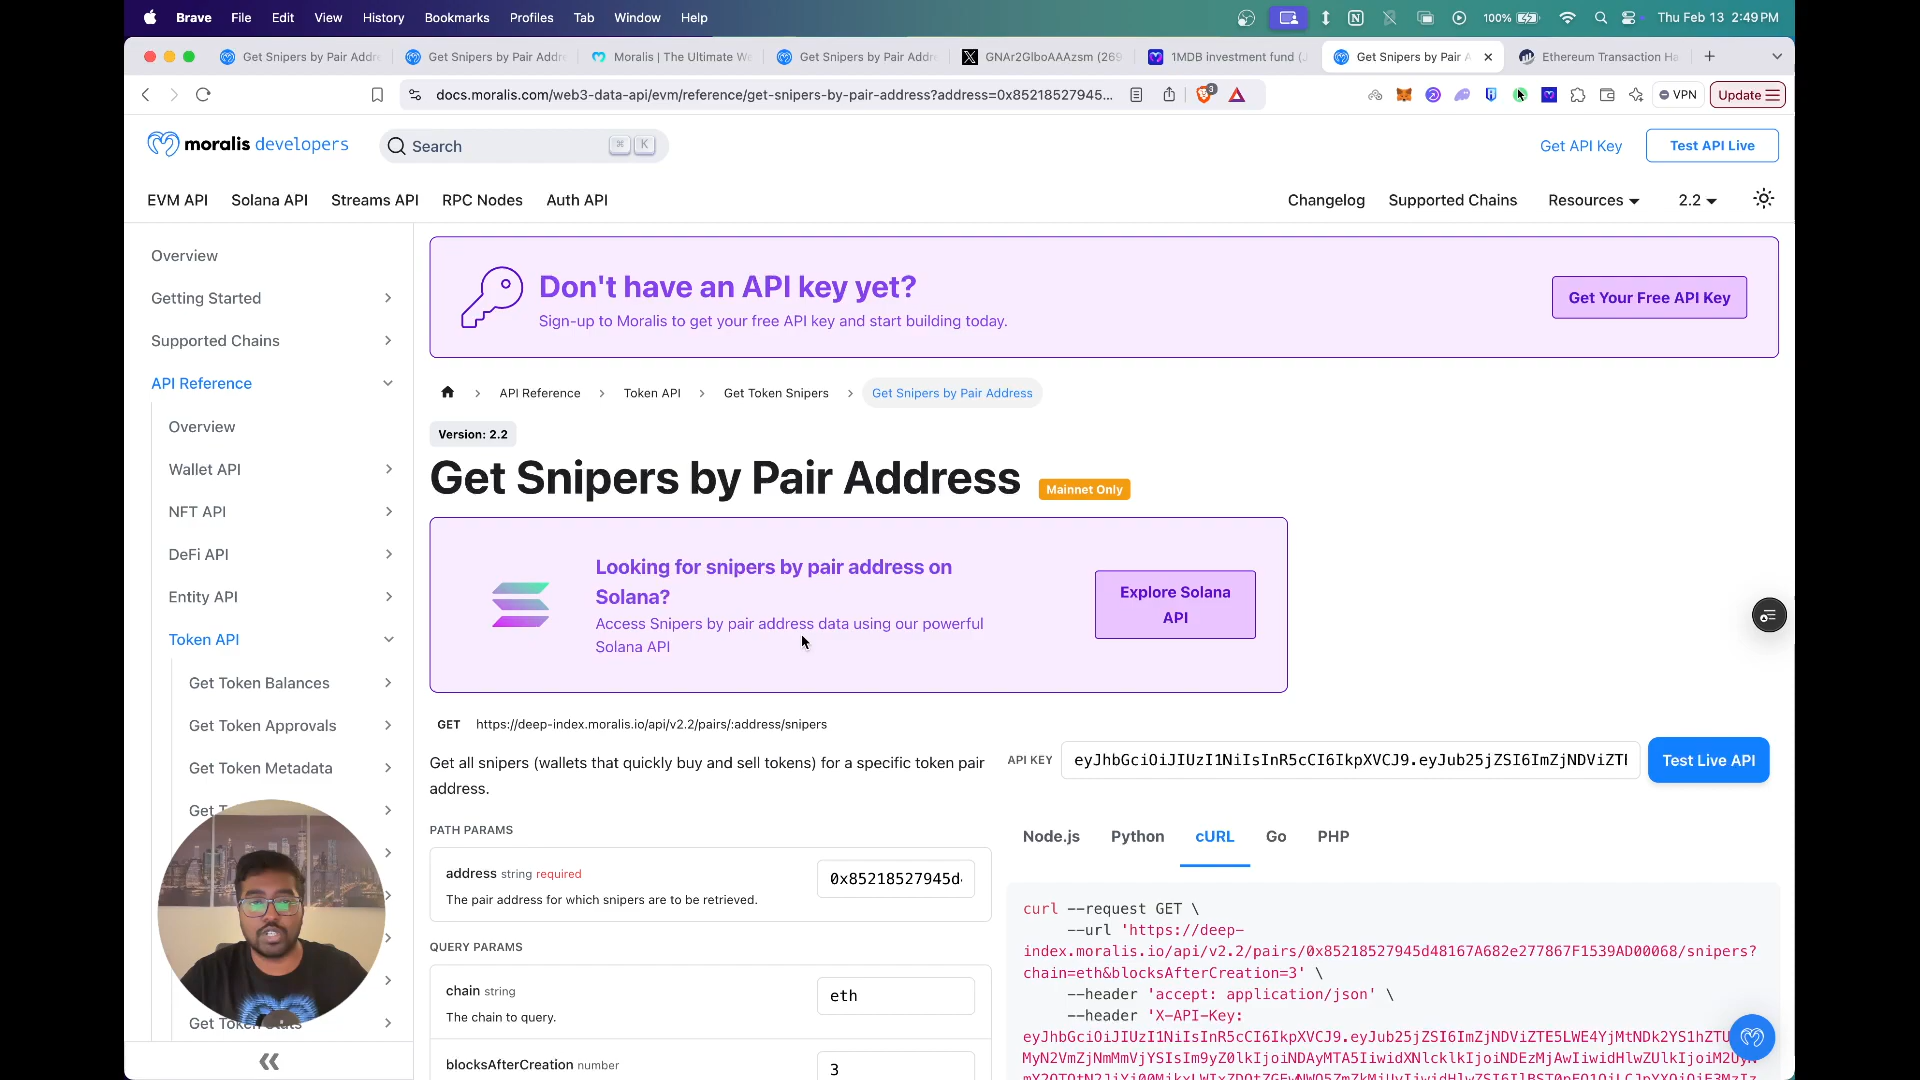 Brave File Edit View History Bookmarks Profiles Tab Window Help 100% Thu Feb 13 2:49 PM
Get Snipers by Pair Addre Get Snipers by Pair Addre Moralis | The Ultimate We Get Snipers by Pair Addre GNAr2GlboAAAzsm (269 1MDB investment fund (J Get Snipers by Pair A Ethereum Transaction Ha
docs.moralis.com/web3-data-api/evm/reference/get-snipers-by-pair-address?address=0x85218527945... 3 VPN Update
moralis developers Search ⌘ K Get API Key Test API Live
EVM API Solana API Streams API RPC Nodes Auth API Changelog Supported Chains Resources 2.2
Overview
Getting Started
Supported Chains
API Reference
Overview
Wallet API
NFT API
DeFi API
Entity API
Token API
Get Token Balances
Get Token Approvals
Get Token Metadata
Get
Get Token Stats
Don't have an API key yet?
Sign-up to Moralis to get your free API key and start building today.
Get Your Free API Key
API Reference Token API Get Token Snipers Get Snipers by Pair Address
Version: 2.2
Get Snipers by Pair Address Mainnet Only
Looking for snipers by pair address on
Solana?
Access Snipers by pair address data using our powerful
Solana API
Explore Solana
API
GET https://deep-index.moralis.io/api/v2.2/pairs/:address/snipers
Get all snipers (wallets that quickly buy and sell tokens) for a specific token pair
address.
PATH PARAMS
address string required 0x85218527945d
The pair address for which snipers are to be retrieved.
QUERY PARAMS
chain string eth
The chain to query.
blocksAfterCreation number 3
API KEY eyJhbGciOiJIUzI1NiIsInR5cCI6IkpXVCJ9.eyJub25jZSI6ImZjNDViZTE Test Live API
Node.js Python cURL Go PHP
curl --request GET \
--url 'https://deep-
index.moralis.io/api/v2.2/pairs/0x85218527945d48167A682e277867F1539AD00068/snipers?
chain=eth&blocksAfterCreation=3' \
--header 'accept: application/json' \
--header 'X-API-Key: